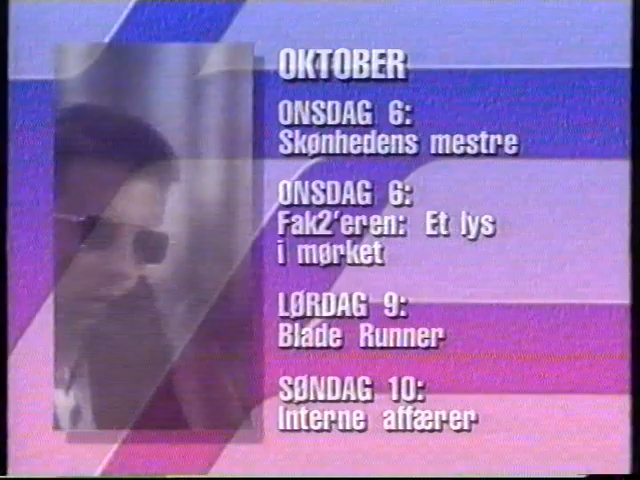 OKTOBER
ONSDAG 6:
Skønhedens mestre
ONSDAG 6:
Fak2'eren: Et lys
i mørket
LØRDAG 9:
Blade Runner
SØNDAG 10:
Interne affærer